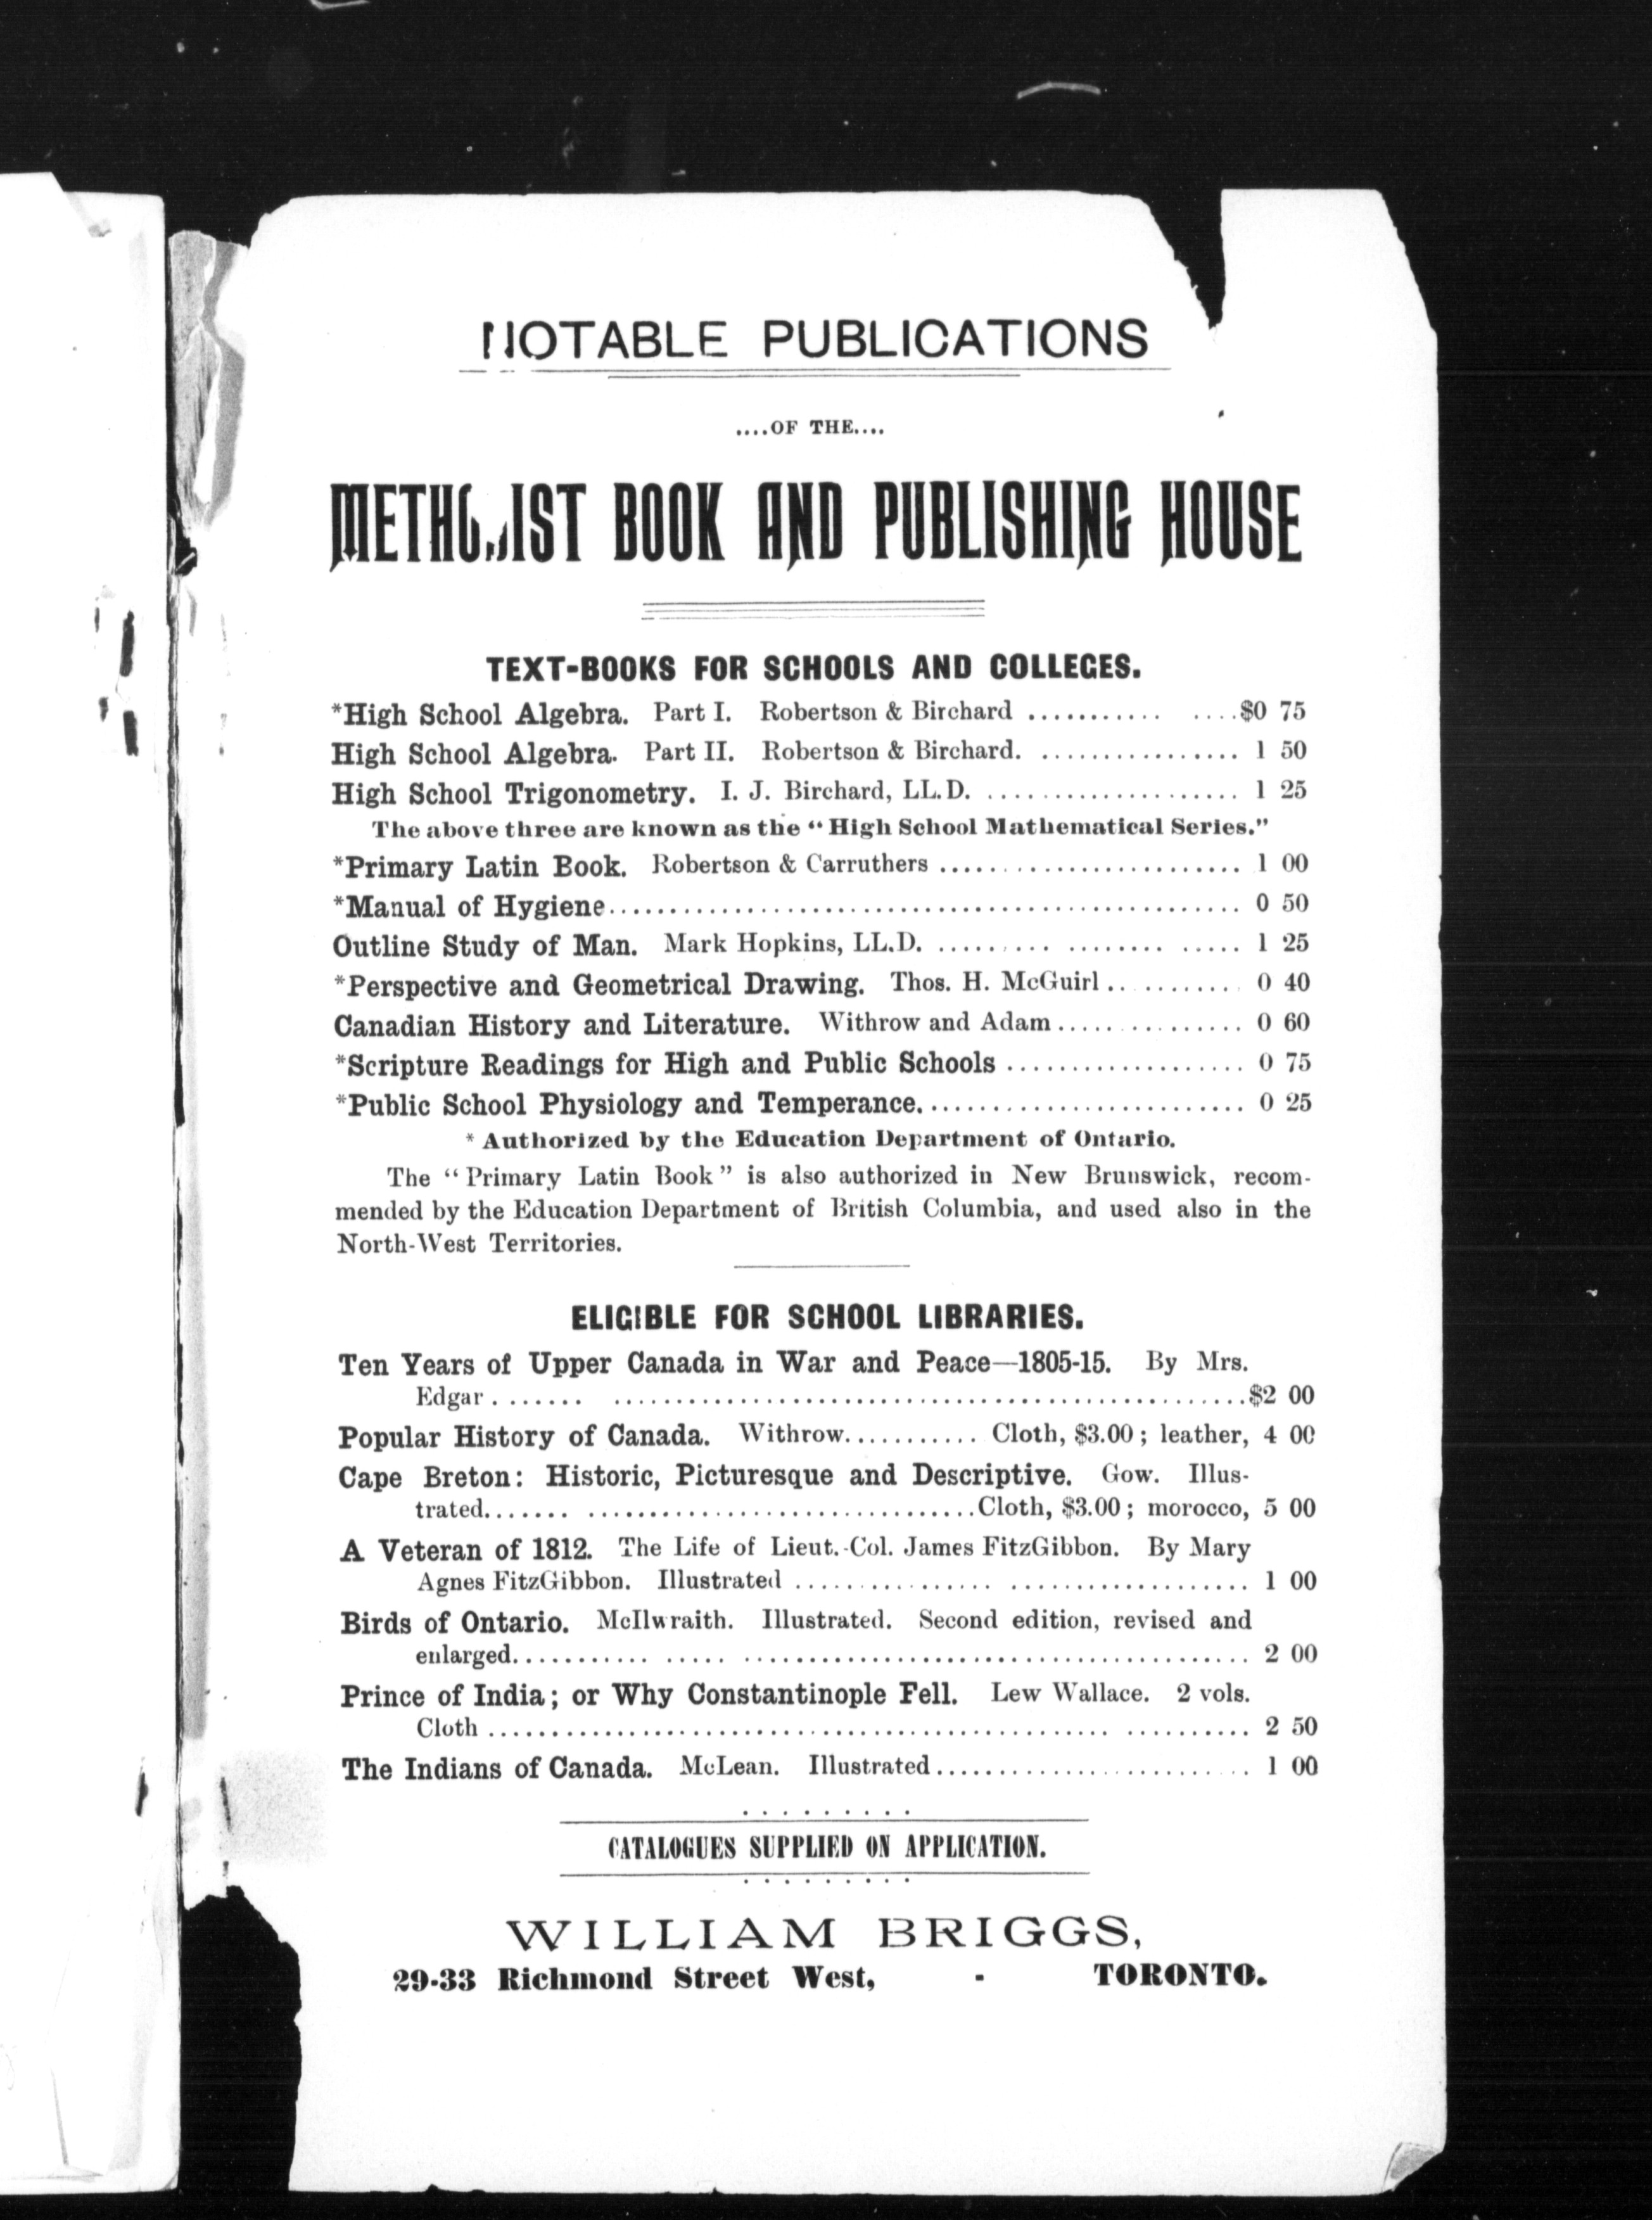 NOTABLE PUBLICATIONS
....OF THE....
METHODIST BOOK AND PUBLISHING HOUSE
TEXT-BOOKS FOR SCHOOLS AND COLLEGES.
*High School Algebra. Part I. Robertson & Birchard ........... ....$0 75
High School Algebra. Part II. Robertson & Birchard. ................ 1 50
High School Trigonometry. I. J. Birchard, LL.D. .................... 1 25
The above three are known as the “High School Mathematical Series.”
*Primary Latin Book. Robertson & Carruthers ........................ 1 00
*Manual of Hygiene.................................................. 0 50
Outline Study of Man. Mark Hopkins, LL.D. ......... ........ ..... 1 25
*Perspective and Geometrical Drawing. Thos. H. McGuirl .. ......... 0 40
Canadian History and Literature. Withrow and Adam ............... 0 60
*Scripture Readings for High and Public Schools ................... 0 75
*Public School Physiology and Temperance. ......................... 0 25
* Authorized by the Education Department of Ontario.
The “Primary Latin Book” is also authorized in New Brunswick, recom-
mended by the Education Department of British Columbia, and used also in the
North-West Territories.
ELIGIBLE FOR SCHOOL LIBRARIES.
Ten Years of Upper Canada in War and Peace—1805-15. By Mrs.
Edgar ....... ..................................................$2 00
Popular History of Canada. Withrow........... Cloth, $3.00; leather, 4 00
Cape Breton: Historic, Picturesque and Descriptive. Gow. Illus-
trated....... ...............................Cloth, $3.00; morocco, 5 00
A Veteran of 1812. The Life of Lieut.-Col. James FitzGibbon. By Mary
Agnes FitzGibbon. Illustrated ................ ................... 1 00
Birds of Ontario. McIlwraith. Illustrated. Second edition, revised and
enlarged........... ..... ........................................ 2 00
Prince of India; or Why Constantinople Fell. Lew Wallace. 2 vols.
Cloth ................................................. .......... 2 50
The Indians of Canada. McLean. Illustrated......................... 1 00
CATALOGUES SUPPLIED ON APPLICATION.
WILLIAM BRIGGS,
29-33 Richmond Street West, - TORONTO.